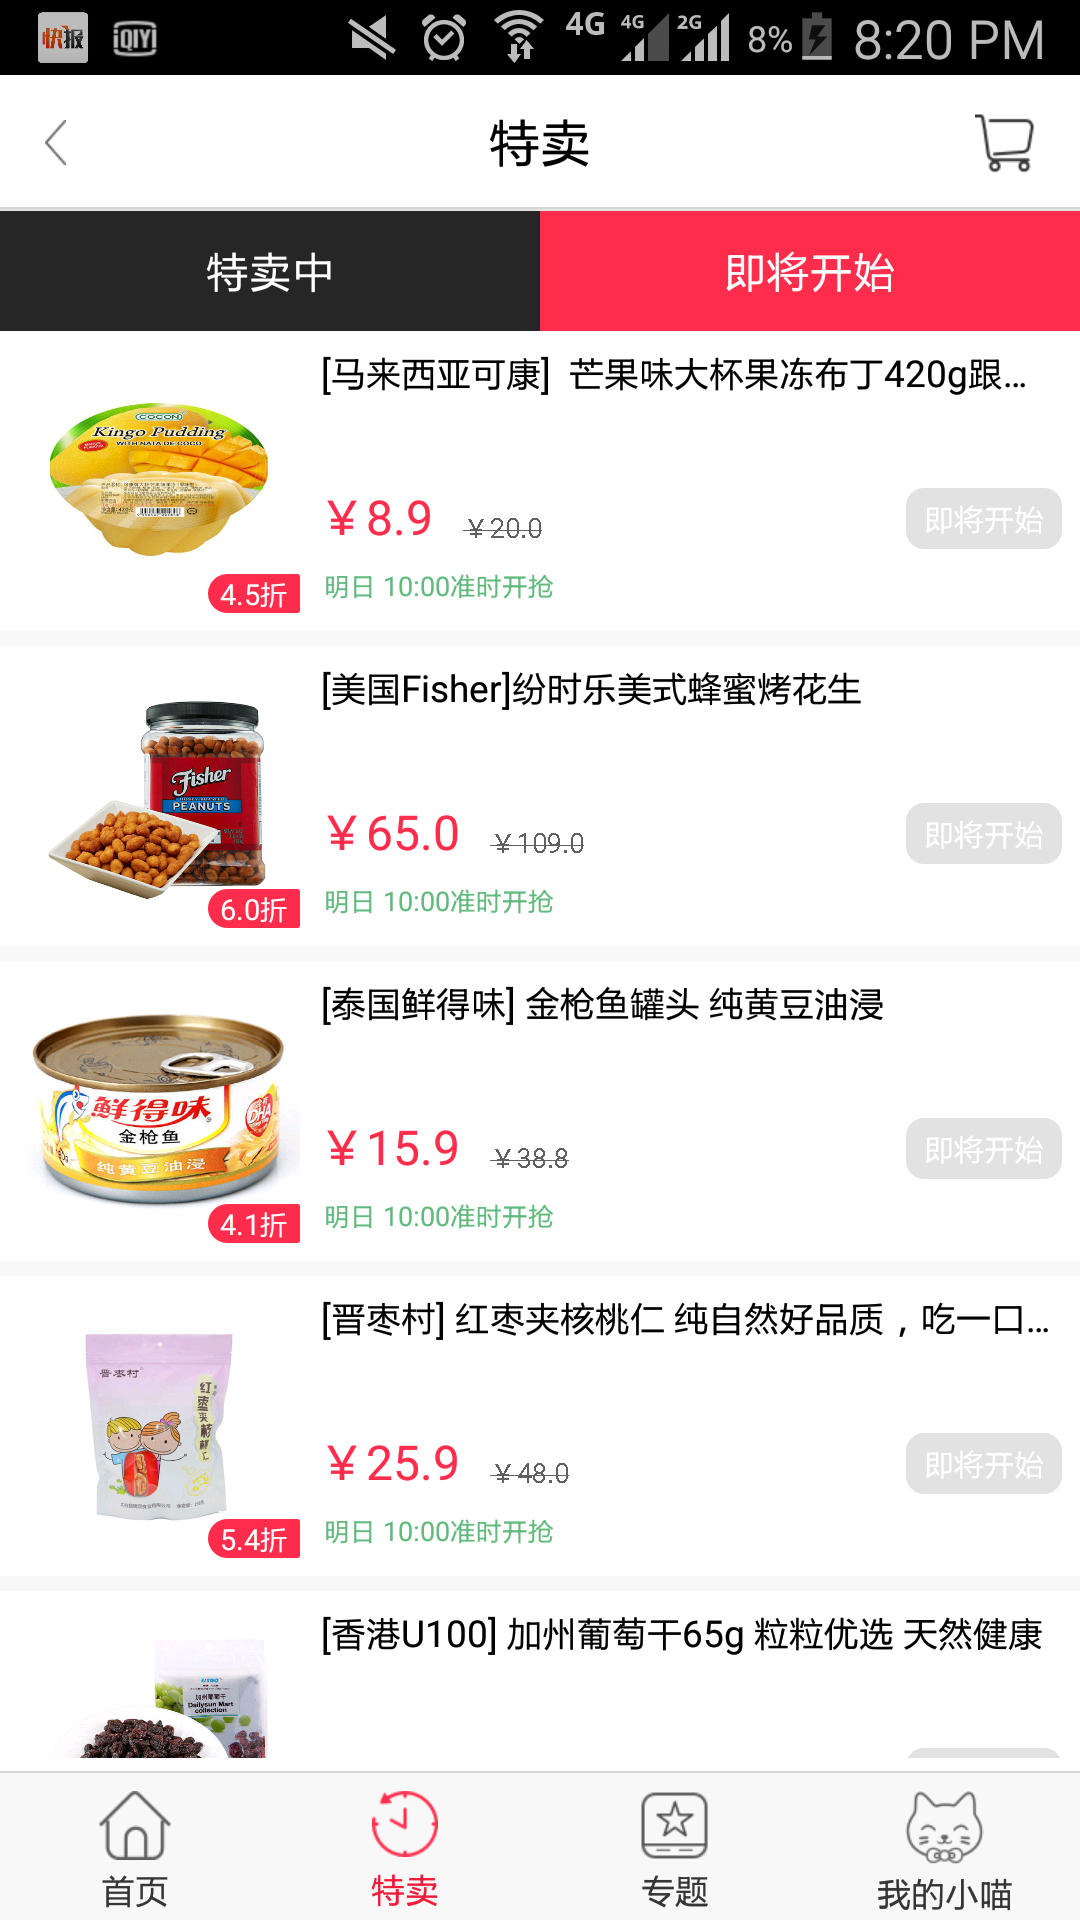 快报 iQIYI 4G 4G 2G 8% 8:20 PM
特卖
特卖中 即将开始
[马来西亚可康] 芒果味大杯果冻布丁420g跟...
COCON
Kingo Pudding
WITH NATA DE COCO
￥8.9 ￥20.0 即将开始
4.5折 明日 10:00准时开抢
[美国Fisher]纷时乐美式蜂蜜烤花生
Fisher
PEANUTS
￥65.0 ￥109.0 即将开始
6.0折 明日 10:00准时开抢
[泰国鲜得味] 金枪鱼罐头 纯黄豆油浸
鮮得味
DHA
金枪鱼
纯黄豆油浸
￥15.9 ￥38.8 即将开始
4.1折 明日 10:00准时开抢
[晋枣村] 红枣夹核桃仁 纯自然好品质，吃一口...
晋枣村
红枣夹核桃仁
￥25.9 ￥48.0 即将开始
5.4折 明日 10:00准时开抢
[香港U100] 加州葡萄干65g 粒粒优选 天然健康
加州葡萄干
Dailysun Mart
collection
首页 特卖 专题 我的小喵